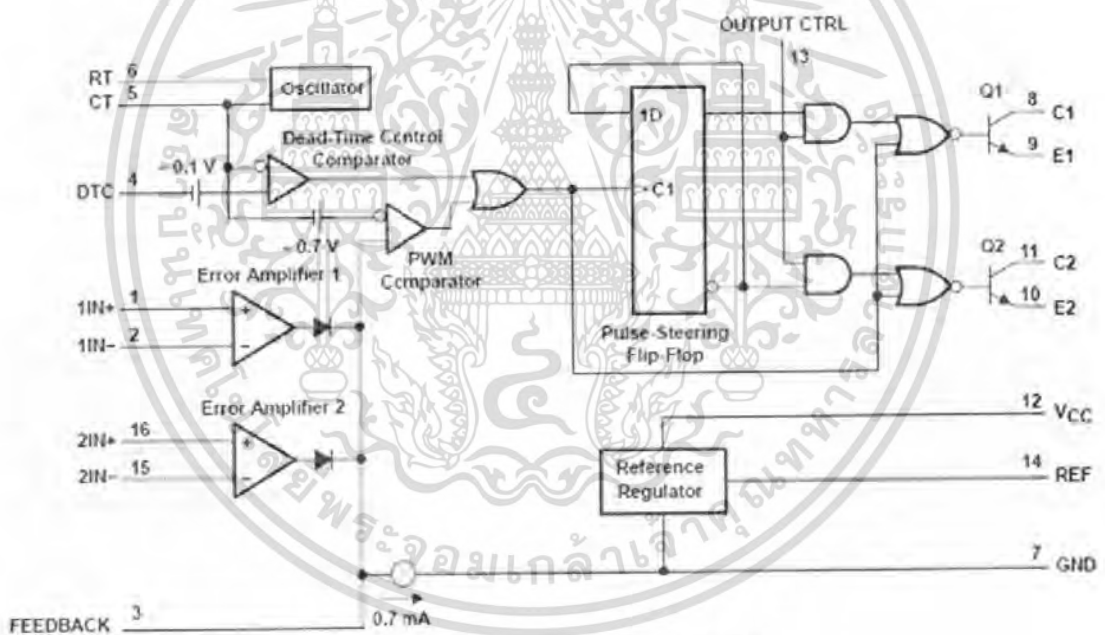 OUTPUT CTRL
13
RT 6
CT 5
Oscillator
Dead-Time Control
Comparator
~0.1 V
DTC 4
~0.7 V
PWM
Comparator
1D
C1
Q1
8 C1
9 E1
Q2
11 C2
10 E2
Pulse-Steering
Flip-Flop
Error Amplifier 1
1IN+ 1
+
1IN– 2
–
Error Amplifier 2
2IN+ 16
+
2IN– 15
–
12 VCC
Reference
Regulator
14 REF
7 GND
0.7 mA
FEEDBACK 3